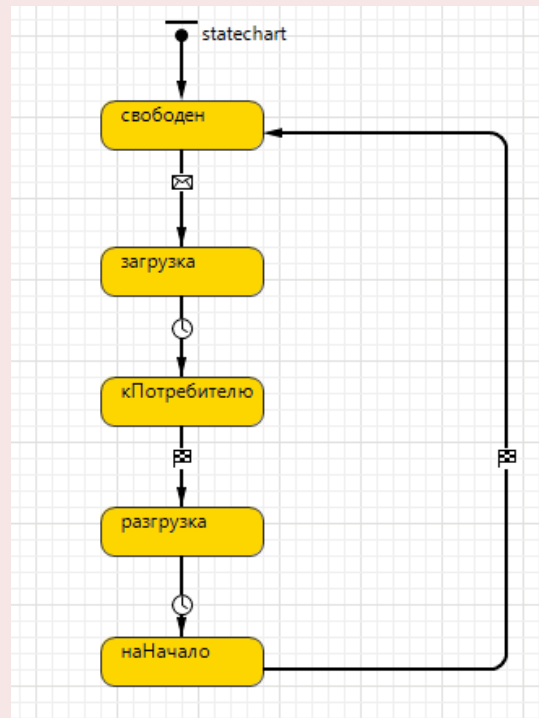 statechart
свободен
загрузка
кПотребителю
разгрузка
наНачало